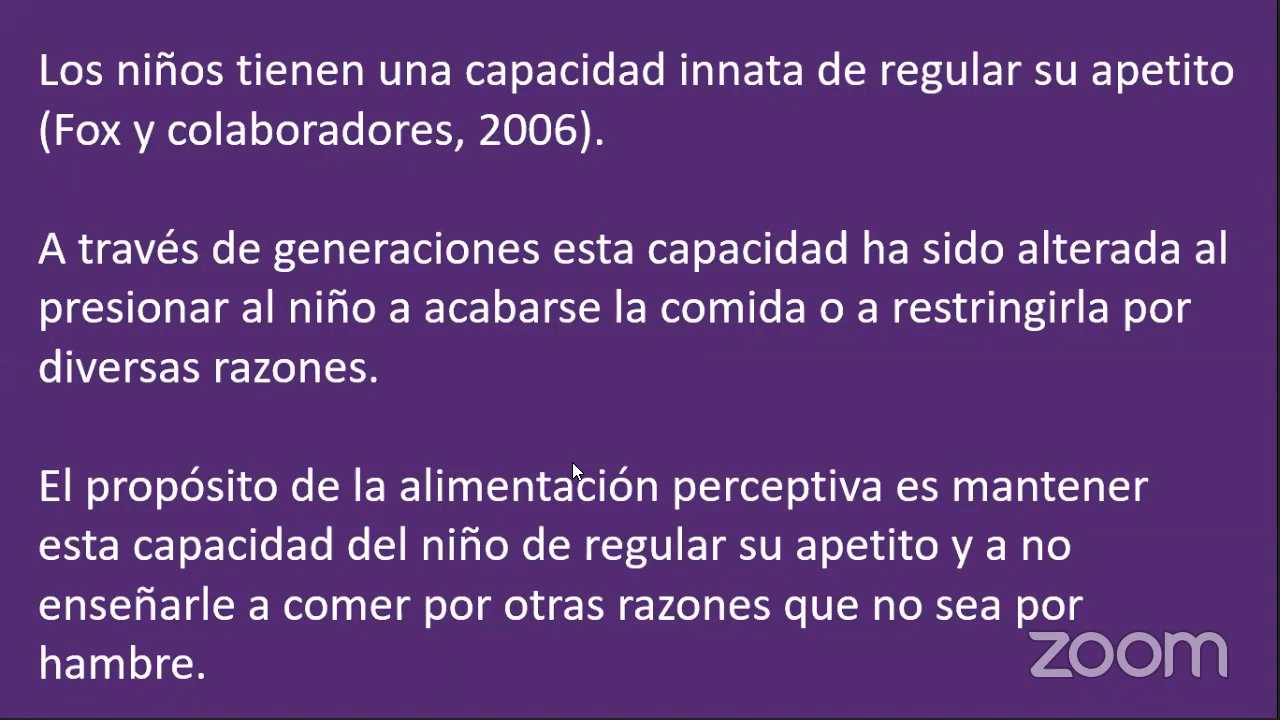 Los niños tienen una capacidad innata de regular su apetito
(Fox y colaboradores, 2006).
A través de generaciones esta capacidad ha sido alterada al
presionar al niño a acabarse la comida o a restringirla por
diversas razones.
El propósito de la alimentación perceptiva es mantener
esta capacidad del niño de regular su apetito y a no
enseñarle a comer por otras razones que no sea por
hambre.
zoom